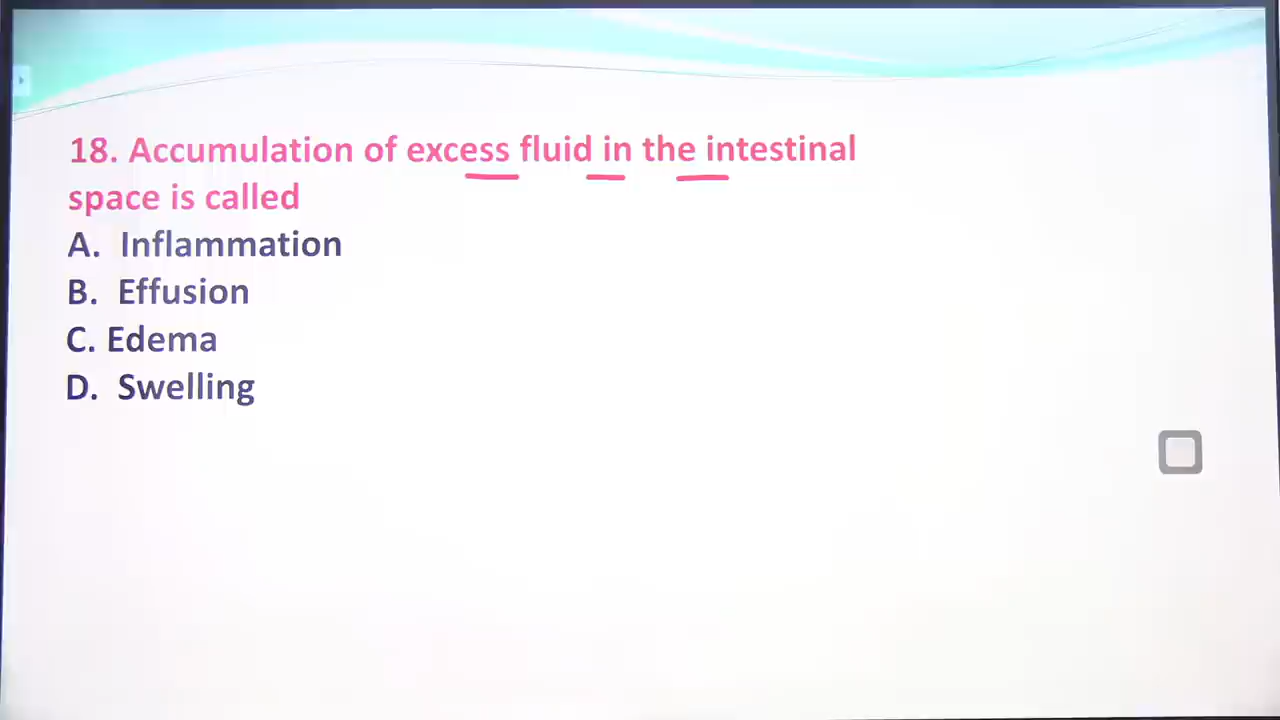 18. Accumulation of excess fluid in the intestinal
space is called
A. Inflammation
B. Effusion
C. Edema
D. Swelling